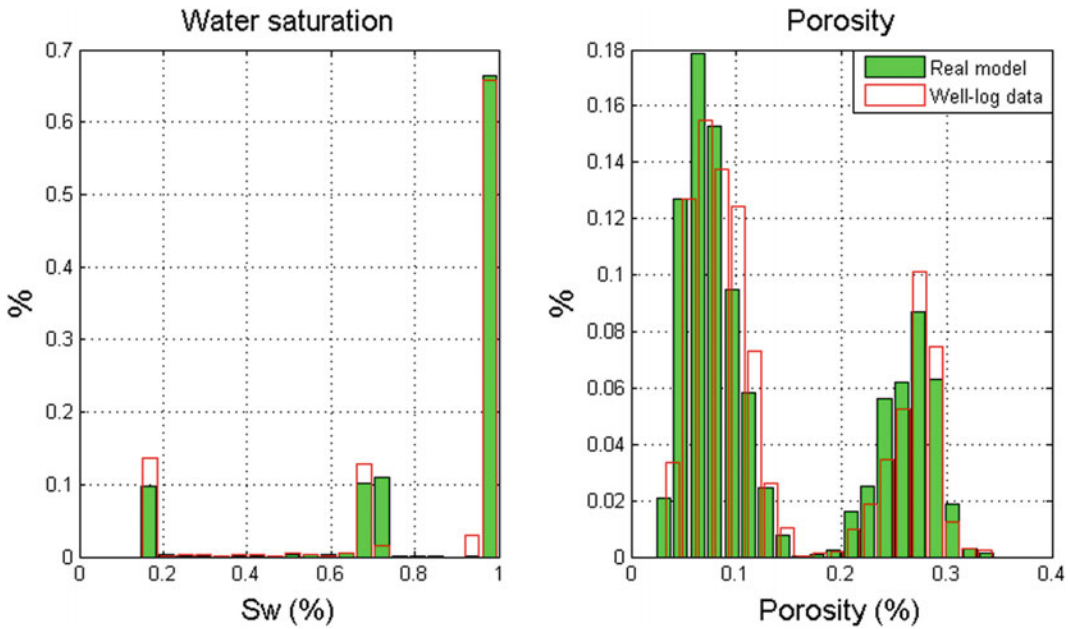 Water saturation
%
0.7
0.6
0.5
0.4
0.3
0.2
0.1
0
0 0.2 0.4 0.6 0.8 1
Sw (%)
Porosity
Real model
Well-log data
%
0.18
0.16
0.14
0.12
0.1
0.08
0.06
0.04
0.02
0
0 0.1 0.2 0.3 0.4
Porosity (%)